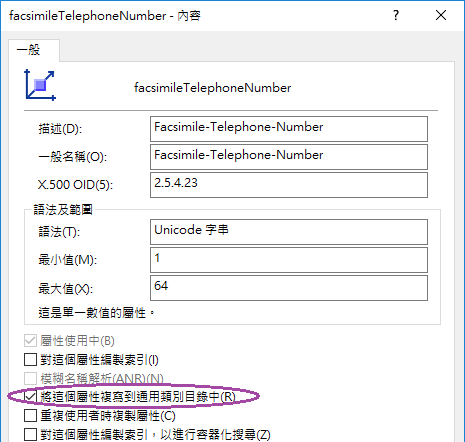 facsimileTelephoneNumber - 內容
?
一般
facsimileTelephoneNumber
描述(D):
Facsimile-Telephone-Number
一般名稱(O):
Facsimile-Telephone-Number
X.500 OID(5):
2.5.4.23
語法及範圍
語法(T):
Unicode 字串
最小值(M):
1
最大值(X):
64
這是單一數值的屬性。
屬性使用中(B)
對這個屬性編製索引(I)
模糊名稱解析(ANR)(N)
將這個屬性複寫到通用類別目錄中(R)
重複使用者時複製屬性(C)
對這個屬性編製索引，以進行容器化搜尋(Z)